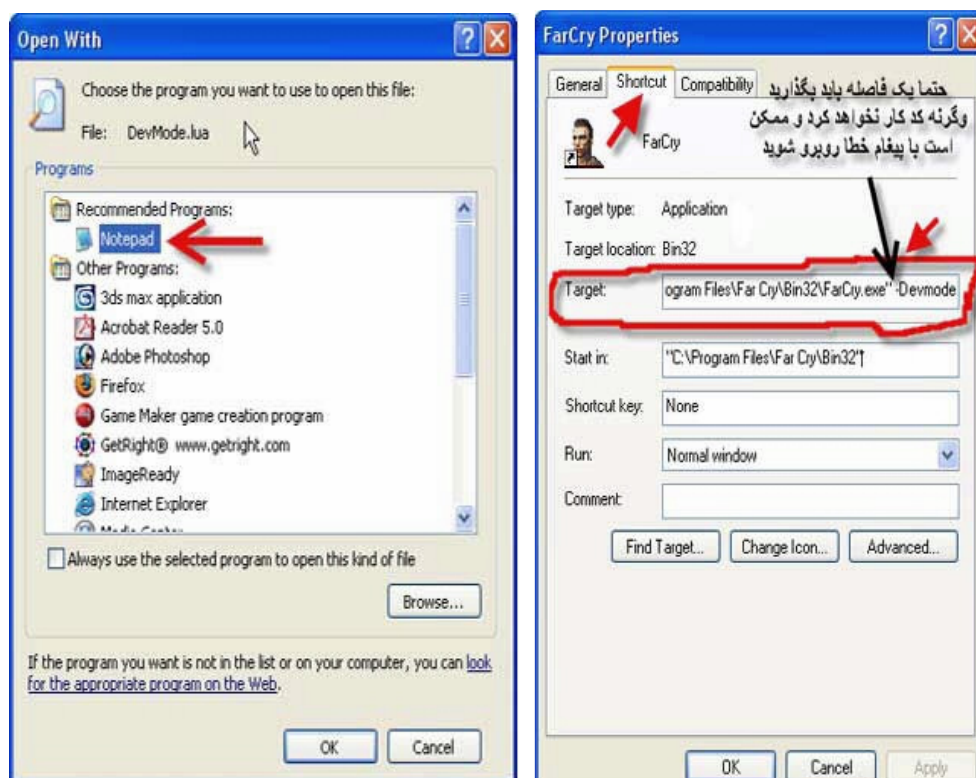 Open With
Choose the program you want to use to open this file:
File: DevMode.lua
Programs
Recommended Programs:
Notepad
Other Programs:
3ds max application
Acrobat Reader 5.0
Adobe Photoshop
Firefox
Game Maker game creation program
GetRight® www.getright.com
ImageReady
Internet Explorer
Media Center
Always use the selected program to open this kind of file
Browse...
If the program you want is not in the list or on your computer, you can look
for the appropriate program on the Web.
OK Cancel
FarCry Properties
General Shortcut Compatibility
حتما یک فاصله باید بگذارید
وگرنه کد کار نخواهد کرد و ممکن
است با پیغام خطا روبرو شوید
FarCry
Target type: Application
Target location: Bin32
Target: ogram Files\Far Cry\Bin32\FarCry.exe" -Devmode
Start in: "C:\Program Files\Far Cry\Bin32"
Shortcut key: None
Run: Normal window
Comment:
Find Target... Change Icon... Advanced...
OK Cancel Apply